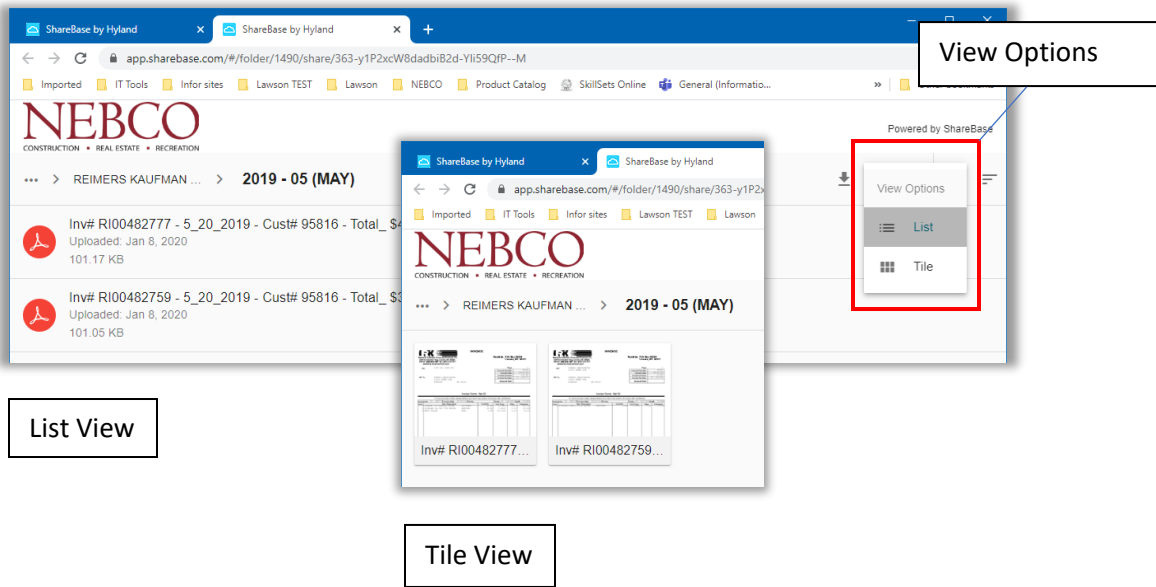 ShareBase by Hyland
ShareBase by Hyland
View Options
app.sharebase.com/#/folder/1490/share/363-y1P2xcW8dadbiB2d-Yli59QfP--M
Imported IT Tools Infor sites Lawson TEST Lawson NEBCO Product Catalog SkillSets Online General (Informatio... »
NEBCO
CONSTRUCTION • REAL ESTATE • RECREATION
Powered by ShareBase
... > REIMERS KAUFMAN ... > 2019 - 05 (MAY)
View Options
List
Tile
Inv# RI00482777 - 5_20_2019 - Cust# 95816 - Total_ $4
Uploaded: Jan 8, 2020
101.17 KB
Inv# RI00482759 - 5_20_2019 - Cust# 95816 - Total_ $3
Uploaded: Jan 8, 2020
101.05 KB
ShareBase by Hyland
ShareBase by Hyland
app.sharebase.com/#/folder/1490/share/363-y1P2
Imported IT Tools Infor sites Lawson TEST Lawson
NEBCO
CONSTRUCTION • REAL ESTATE • RECREATION
... > REIMERS KAUFMAN ... > 2019 - 05 (MAY)
Inv# RI00482777...
Inv# RI00482759...
List View
Tile View